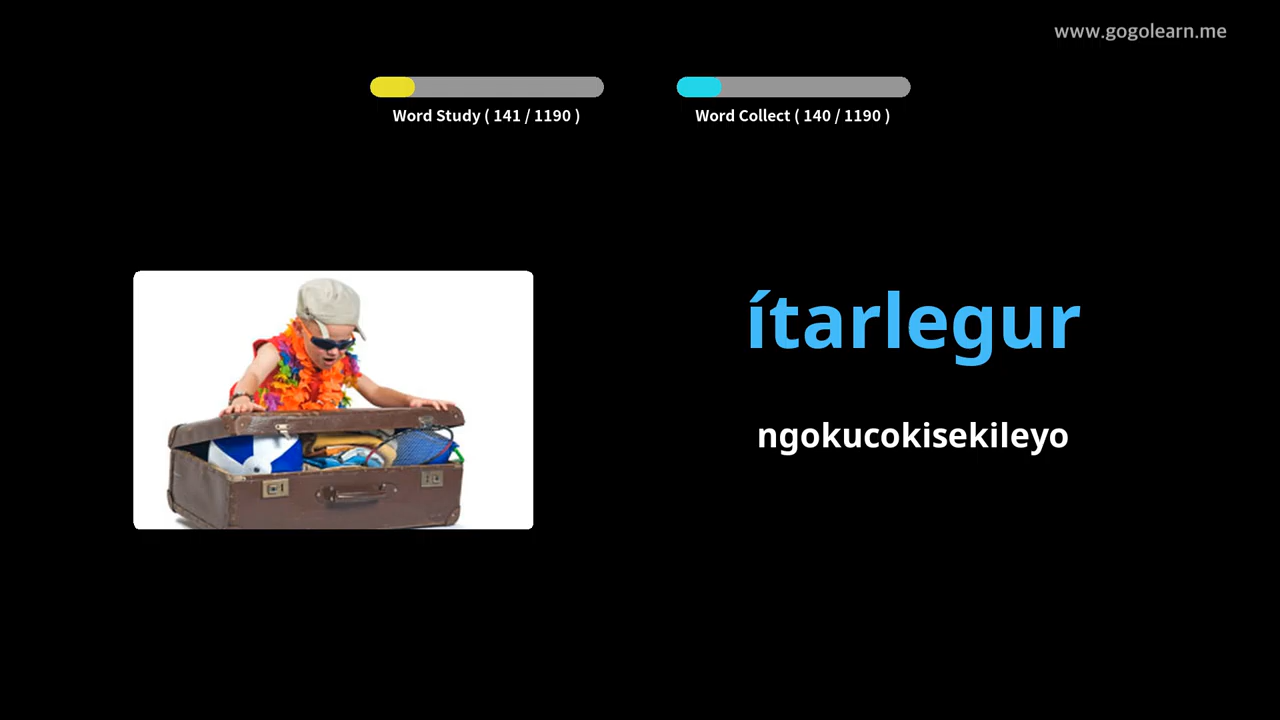 www.gogolearn.me
Word Study ( 141 / 1190 )
Word Collect ( 140 / 1190 )
ítarlegur
ngokucokisekileyo